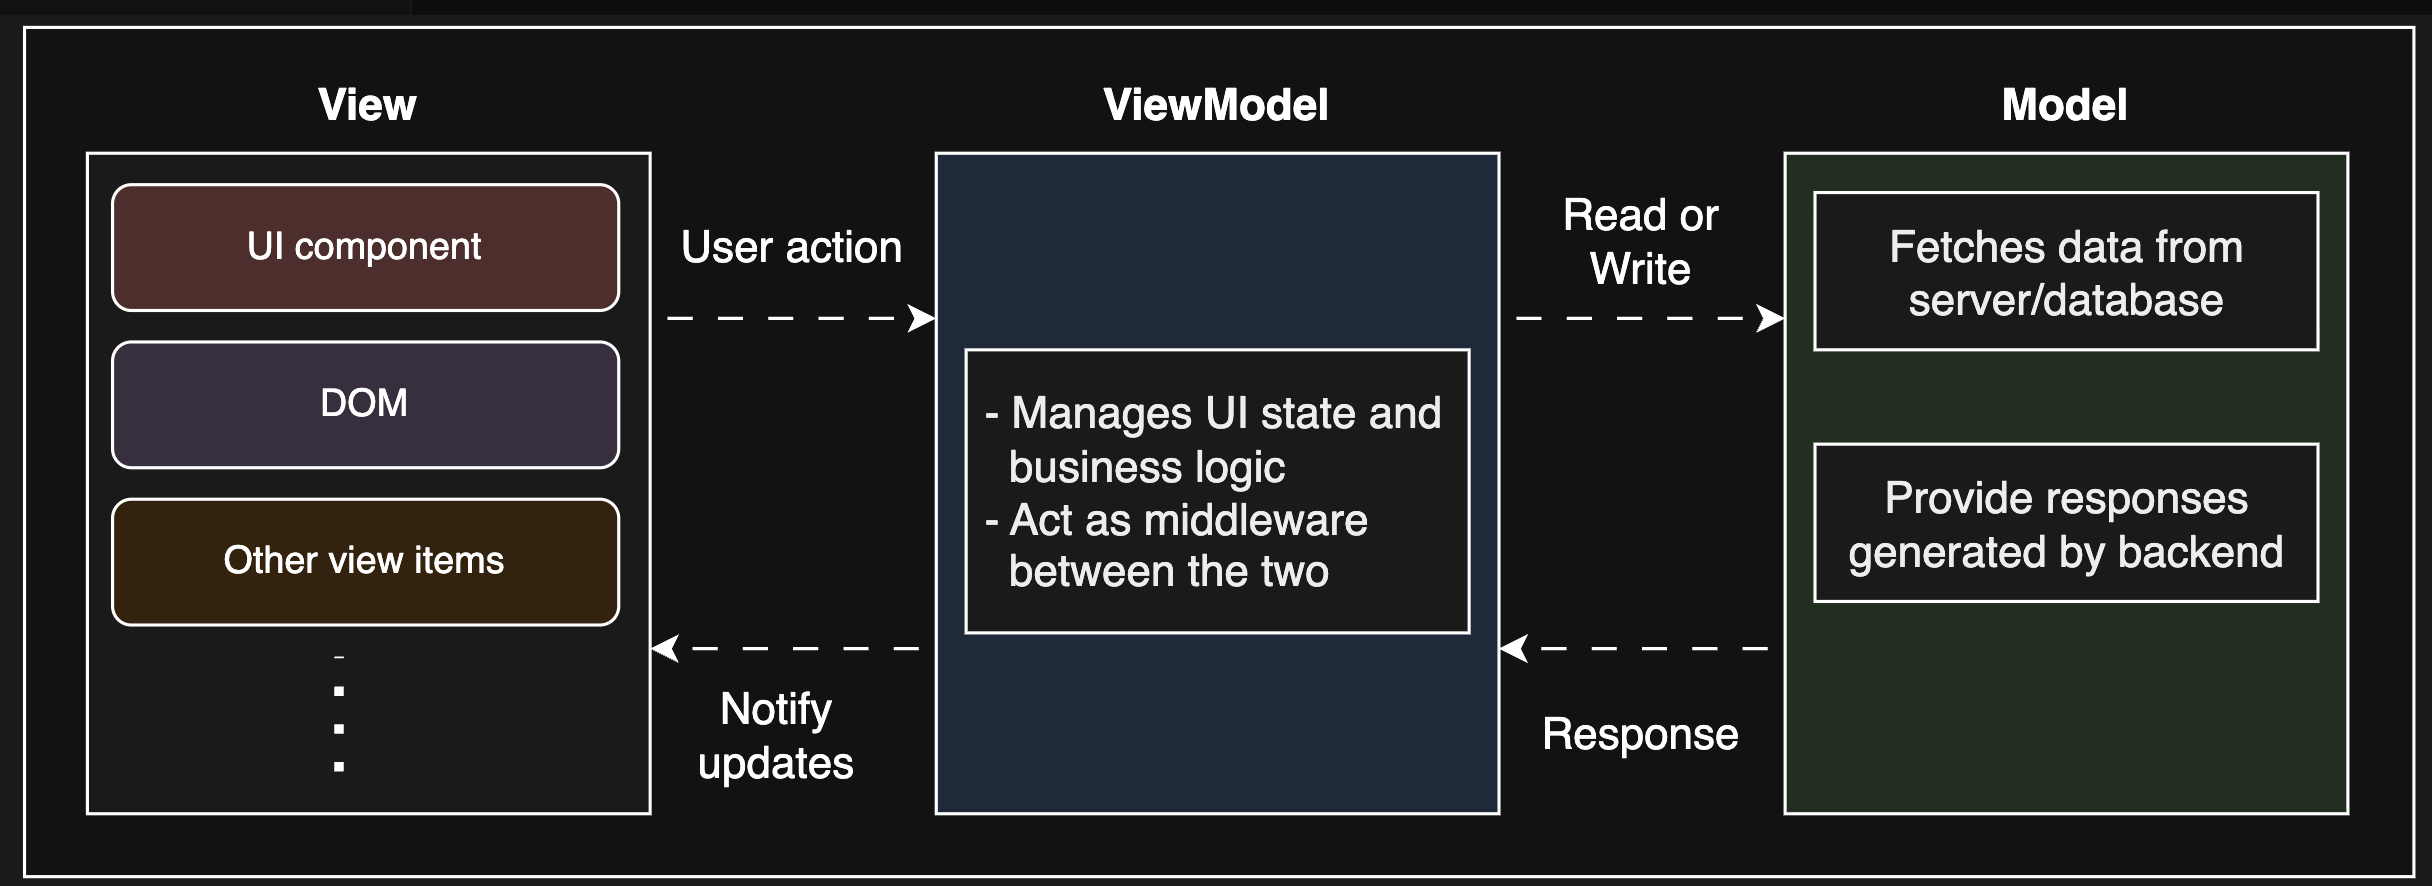 View
ViewModel
Model
UI component
DOM
Other view items
User action
Notify
updates
- Manages UI state and
business logic
- Act as middleware
between the two
Read or
Write
Response
Fetches data from
server/database
Provide responses
generated by backend